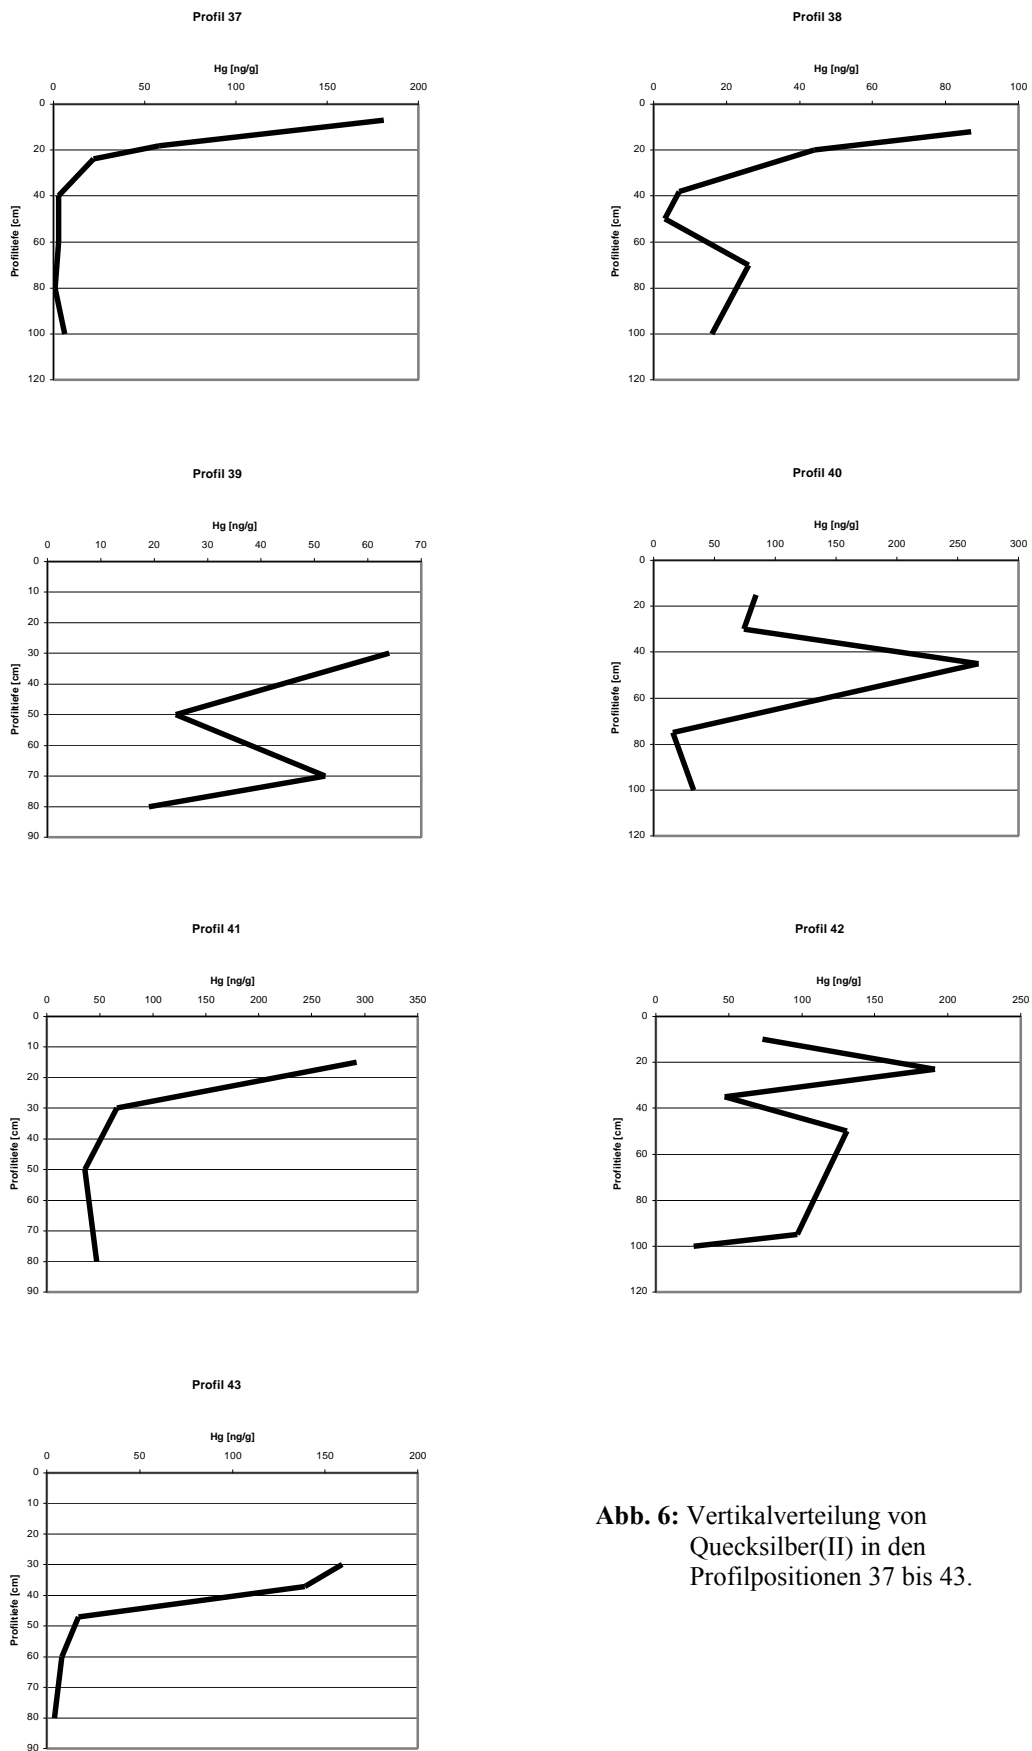 Profil 37
Hg [ng/g]
0 50 100 150 200
Profiltiefe [cm]
0
20
40
60
80
100
120
Profil 38
Hg [ng/g]
0 20 40 60 80 100
Profiltiefe [cm]
0
20
40
60
80
100
120
Profil 39
Hg [ng/g]
0 10 20 30 40 50 60 70
Profiltiefe [cm]
0
10
20
30
40
50
60
70
80
90
Profil 40
Hg [ng/g]
0 50 100 150 200 250 300
Profiltiefe [cm]
0
20
40
60
80
100
120
Profil 41
Hg [ng/g]
0 50 100 150 200 250 300 350
Profiltiefe [cm]
0
10
20
30
40
50
60
70
80
90
Profil 42
Hg [ng/g]
0 50 100 150 200 250
Profiltiefe [cm]
0
20
40
60
80
100
120
Profil 43
Hg [ng/g]
0 50 100 150 200
Profiltiefe [cm]
0
10
20
30
40
50
60
70
80
90
Abb. 6: Vertikalverteilung von
Quecksilber(II) in den
Profilpositionen 37 bis 43.